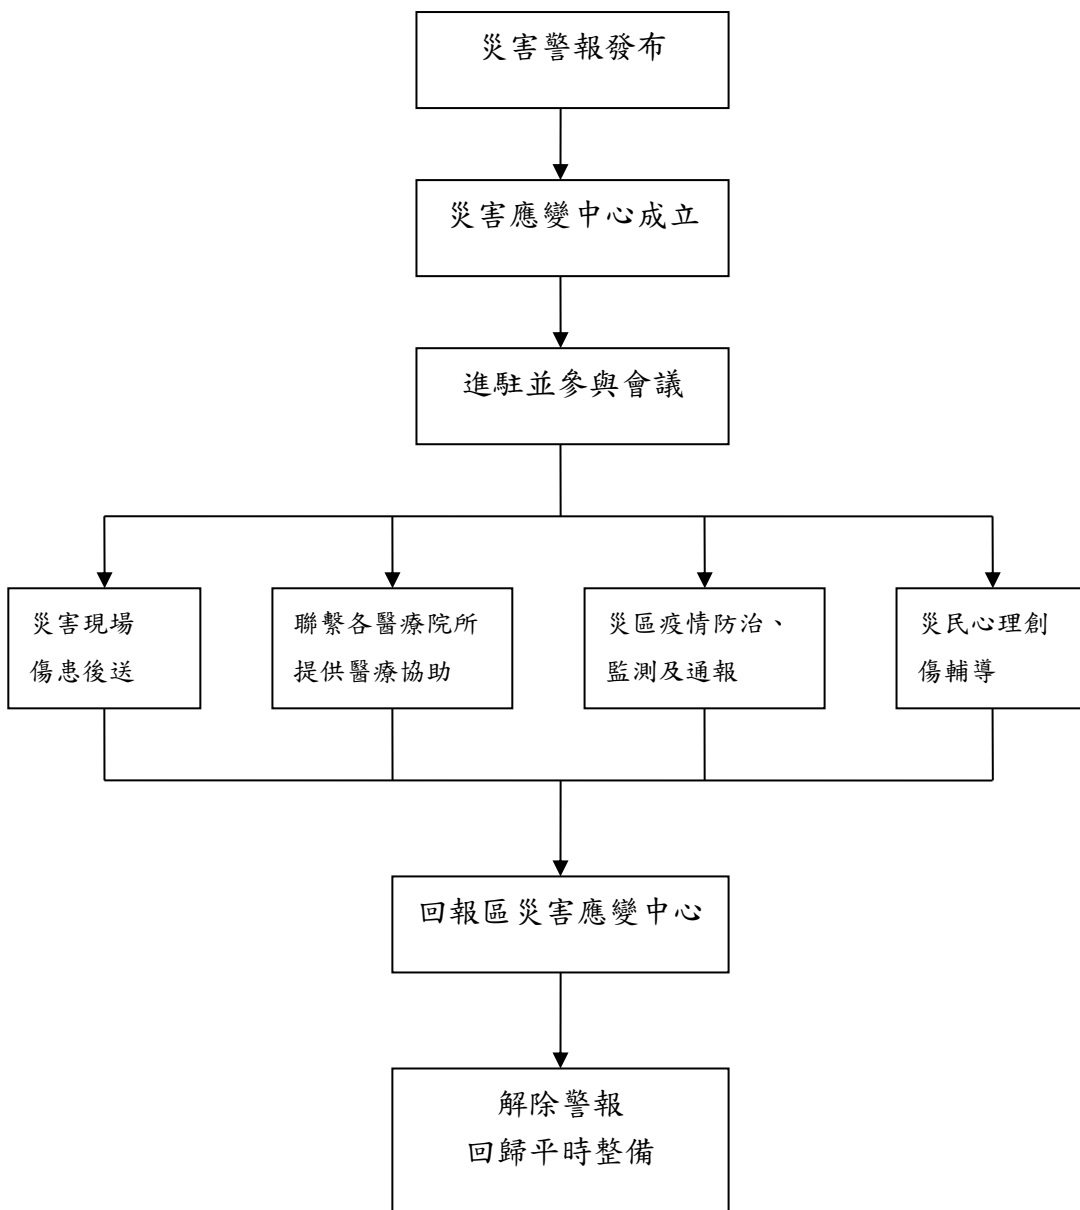 災害警報發布
災害應變中心成立
進駐並參與會議
災害現場
傷患後送
聯繫各醫療院所
提供醫療協助
災區疫情防治、
監測及通報
災民心理創
傷輔導
回報區災害應變中心
解除警報
回歸平時整備